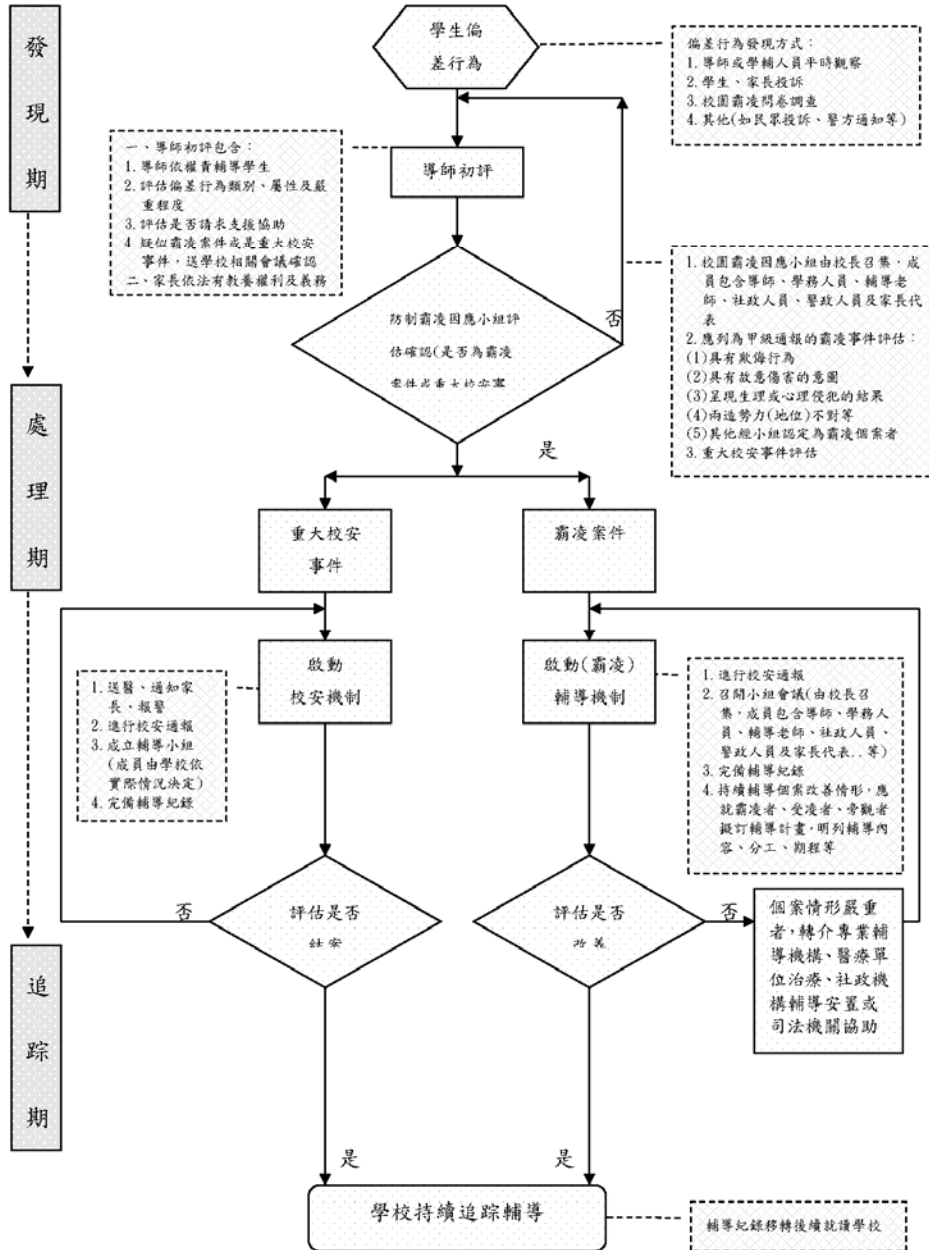 發
現
期
學生偏
差行為
偏差行為發現方式：
1. 導師或學輔人員平時觀察
2. 學生、家長投訴
3. 校園霸凌問卷調查
4. 其他(如民眾投訴、警方通知等)
一、導師初評包含：
1. 導師依權責輔導學生
2. 評估偏差行為類別、屬性及嚴
重程度
3. 評估是否請求支援協助
4. 疑似霸凌案件或是重大校安
事件，送學校相關會議確認
二、家長依法有教養權利及義務
導師初評
防制霸凌因應小組評
估確認(是否為霸凌
案件或重大校安事
否
是
1. 校園霸凌因應小組由校長召集，成
員包含導師、學務人員、輔導老
師、社政人員、警政人員及家長代
表
2. 應列為甲級通報的霸凌事件評估：
(1)具有欺侮行為
(2)具有故意傷害的意圖
(3)呈現生理或心理侵犯的結果
(4)兩造勢力(地位)不對等
(5)其他經小組認定為霸凌個案者
3. 重大校安事件評估
處
理
期
重大校安
事件
霸凌案件
啟動
校安機制
啟動(霸凌)
輔導機制
1. 送醫、通知家
長、報警
2. 進行校安通報
3. 成立輔導小組
(成員由學校依
實際情況決定)
4. 完備輔導紀錄
1. 進行校安通報
2. 召開小組會議(由校長召
集，成員包含導師、學務人
員、輔導老師、社政人員、
警政人員及家長代表..等)
3. 完備輔導紀錄
4. 持續輔導個案改善情形，應
就霸凌者、受凌者、旁觀者
擬訂輔導計畫，明列輔導內
容、分工、期程等
否
評估是否
結案
評估是否
改善
否
個案情形嚴重
者，轉介專業輔
導機構、醫療單
位治療、社政機
構輔導安置或
司法機關協助
追
踪
期
是
是
學校持續追踪輔導
輔導紀錄移轉後續就讀學校